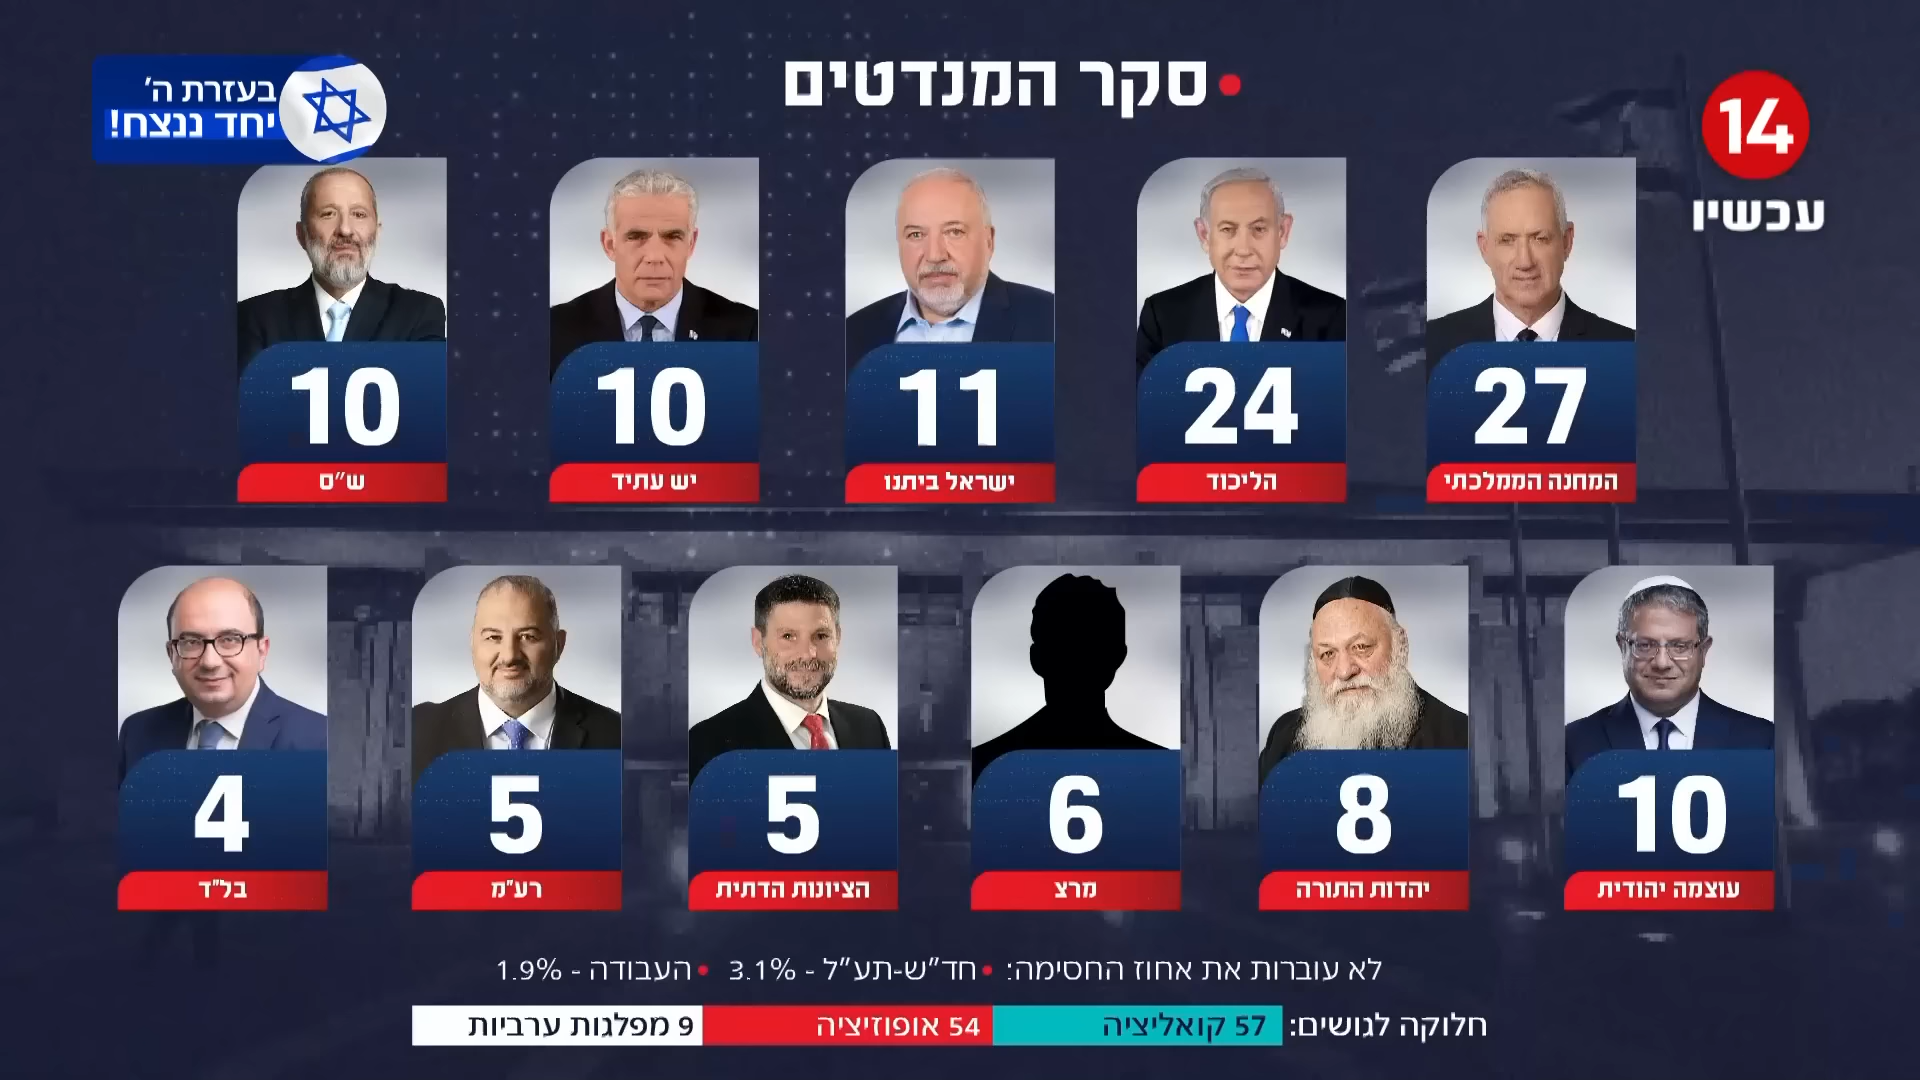 סקר המנדטים
בעזרת ה'
יחד ננצח!
14
עכשיו
27
24
11
10
10
המחנה הממלכתי
הליכוד
ישראל ביתנו
יש עתיד
ש"ס
10
8
6
5
5
4
עוצמה יהודית
יהדות התורה
מרצ
הציונות הדתית
רע"מ
בל"ד
לא עוברות את אחוז החסימה: • חד"ש-תע"ל - 3.1% • העבודה - 1.9%
חלוקה לגושים: 57 קואליציה 54 אופוזיציה 9 מפלגות ערביות